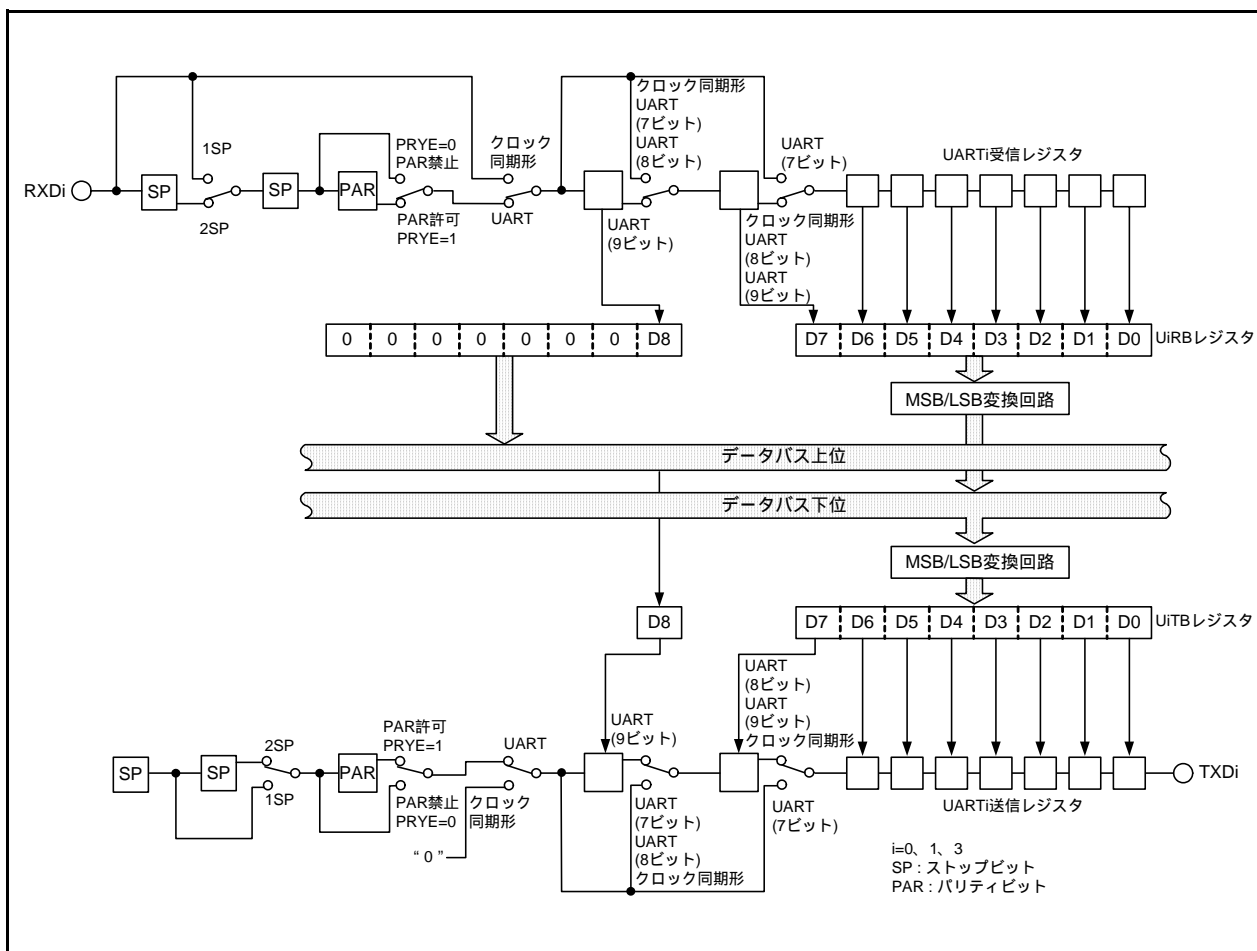 クロック同期形
UART
(7ビット)
UART
(8ビット)
1SP
PRYE=0
PAR禁止
クロック
同期形
UART
(7ビット)
UARTi受信レジスタ
RXDi
SP
SP
PAR
2SP
PAR許可
PRYE=1
UART
UART
(9ビット)
クロック同期形
UART
(8ビット)
UART
(9ビット)
0 0 0 0 0 0 0 D8
D7 D6 D5 D4 D3 D2 D1 D0
UiRBレジスタ
MSB/LSB変換回路
データバス上位
データバス下位
MSB/LSB変換回路
D8
D7 D6 D5 D4 D3 D2 D1 D0
UiTBレジスタ
UART
(8ビット)
UART
(9ビット)
クロック同期形
PAR許可
PRYE=1
UART
UART
(9ビット)
2SP
SP
SP
PAR
TXDi
1SP
PAR禁止
PRYE=0
クロック
同期形
UART
(7ビット)
UART
(8ビット)
クロック同期形
UART
(7ビット)
UARTi送信レジスタ
“ 0 ”
i=0、1、3
SP : ストップビット
PAR : パリティビット